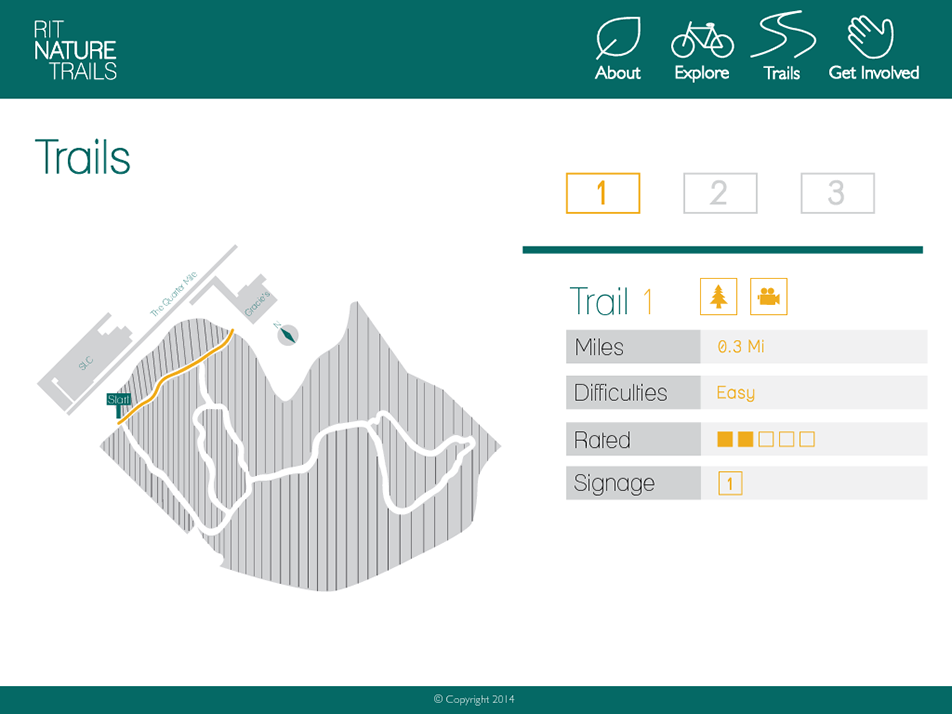 RIT
NATURE
TRAILS
About
Explore
Trails
Get Involved
Trails
1
2
3
The Quarter Mile
Gracie's
N
SLC
Start
Trail 1
Miles
0.3 Mi
Difficulties
Easy
Rated
Signage
1
© Copyright 2014